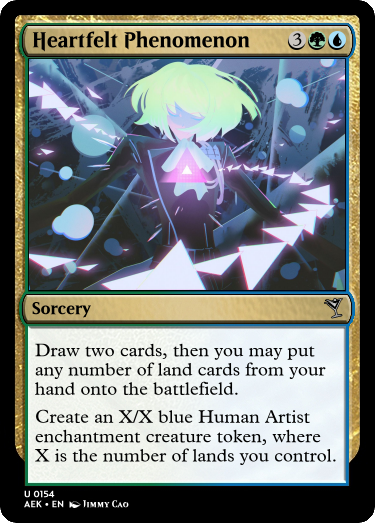 Heartfelt Phenomenon 3
Sorcery
Draw two cards, then you may put
any number of land cards from your
hand onto the battlefield.
Create an X/X blue Human Artist
enchantment creature token, where
X is the number of lands you control.
U 0154
AEK • EN Jimmy Cao